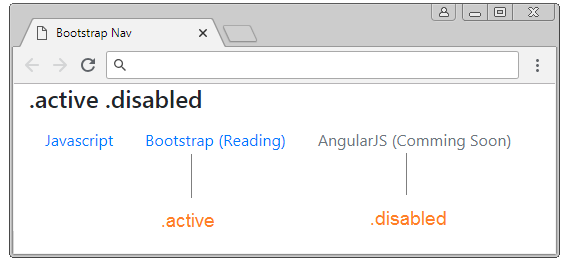 Bootstrap Nav
.active .disabled
Javascript Bootstrap (Reading) AngularJS (Comming Soon)
.active .disabled